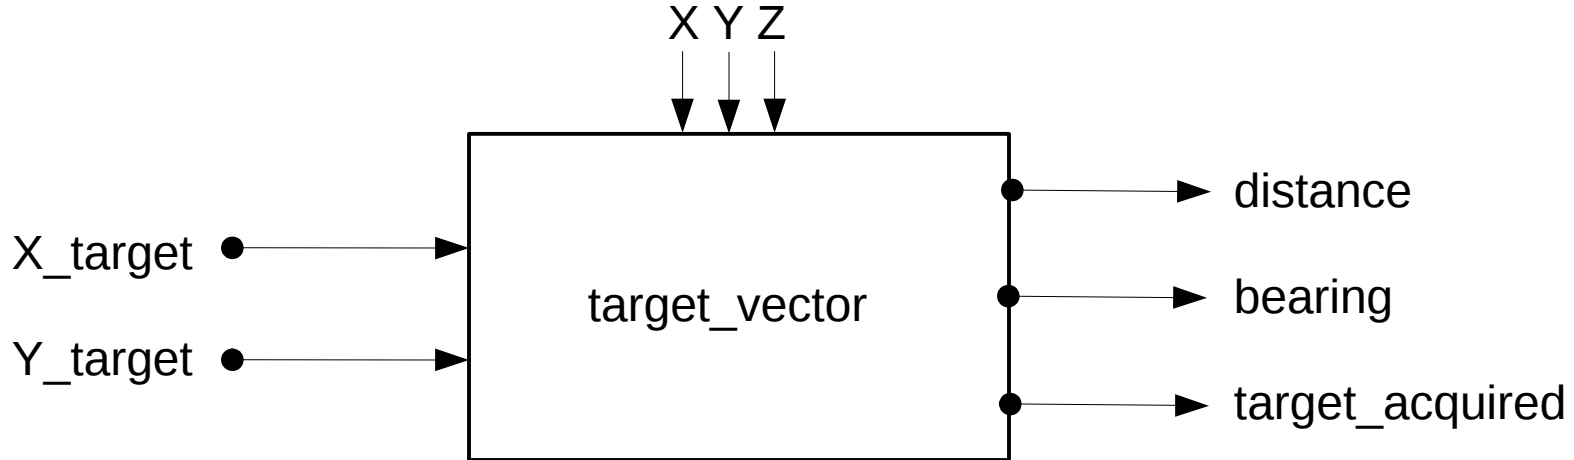 X Y Z
X_target
Y_target
target_vector
distance
bearing
target_acquired